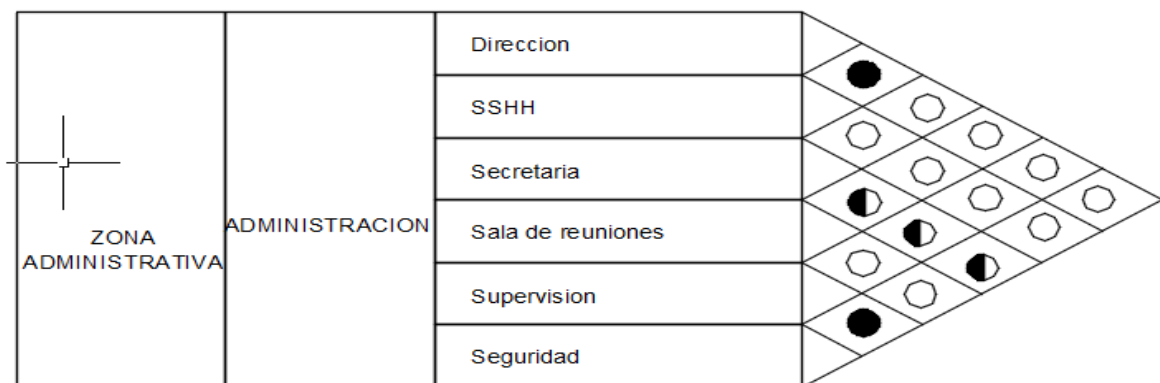 ZONA
ADMINISTRATIVA
ADMINISTRACION
Direccion
SSHH
Secretaria
Sala de reuniones
Supervision
Seguridad